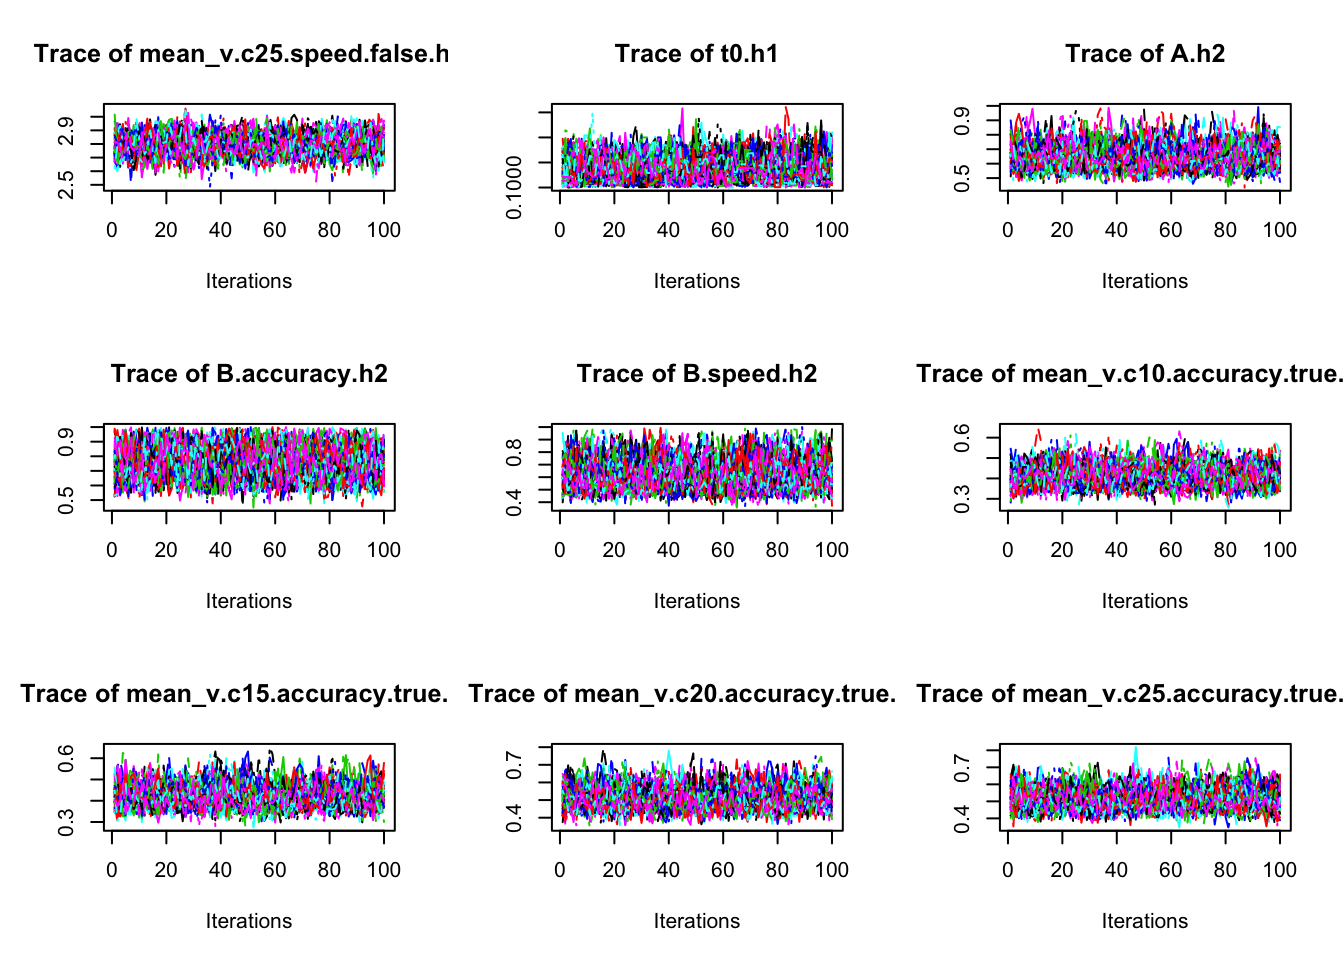 Trace of mean_v.c25.speed.false.h
Trace of t0.h1
Trace of A.h2
2.5 2.9
0.1000
0.5 0.9
0 20 40 60 80 100
0 20 40 60 80 100
0 20 40 60 80 100
Iterations
Iterations
Iterations
Trace of B.accuracy.h2
Trace of B.speed.h2
Trace of mean_v.c10.accuracy.true.
0.5 0.9
0.4 0.8
0.3 0.6
0 20 40 60 80 100
0 20 40 60 80 100
0 20 40 60 80 100
Iterations
Iterations
Iterations
Trace of mean_v.c15.accuracy.true.
Trace of mean_v.c20.accuracy.true.
Trace of mean_v.c25.accuracy.true.
0.3 0.6
0.4 0.7
0.4 0.7
0 20 40 60 80 100
0 20 40 60 80 100
0 20 40 60 80 100
Iterations
Iterations
Iterations